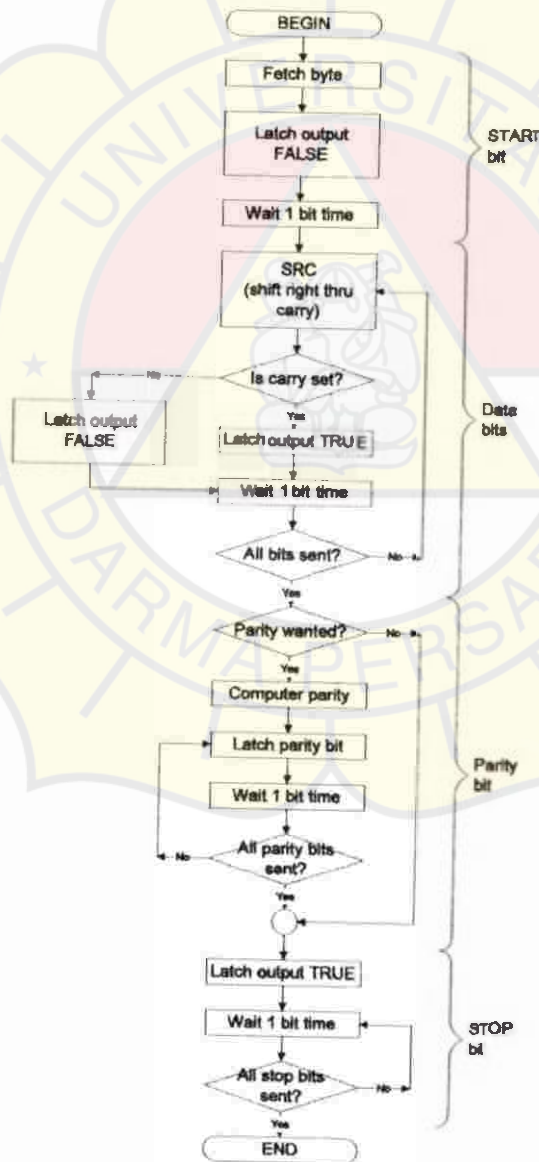 BEGIN
Fetch byte
Latch output
FALSE
START
bit
Wait 1 bit time
SRC
(shift right thru
carry)
No
Is carry set?
Yes
Latch output
FALSE
Latch output TRUE
Data
bits
Wait 1 bit time
All bits sent?
No
Yes
Parity wanted?
No
Yes
Computer parity
Latch parity bit
Parity
bit
Wait 1 bit time
All parity bits
sent?
No
Yes
Latch output TRUE
Wait 1 bit time
STOP
bit
All stop bits
sent?
No
Yes
END
UNIVERSITA
DARMA PERSAD